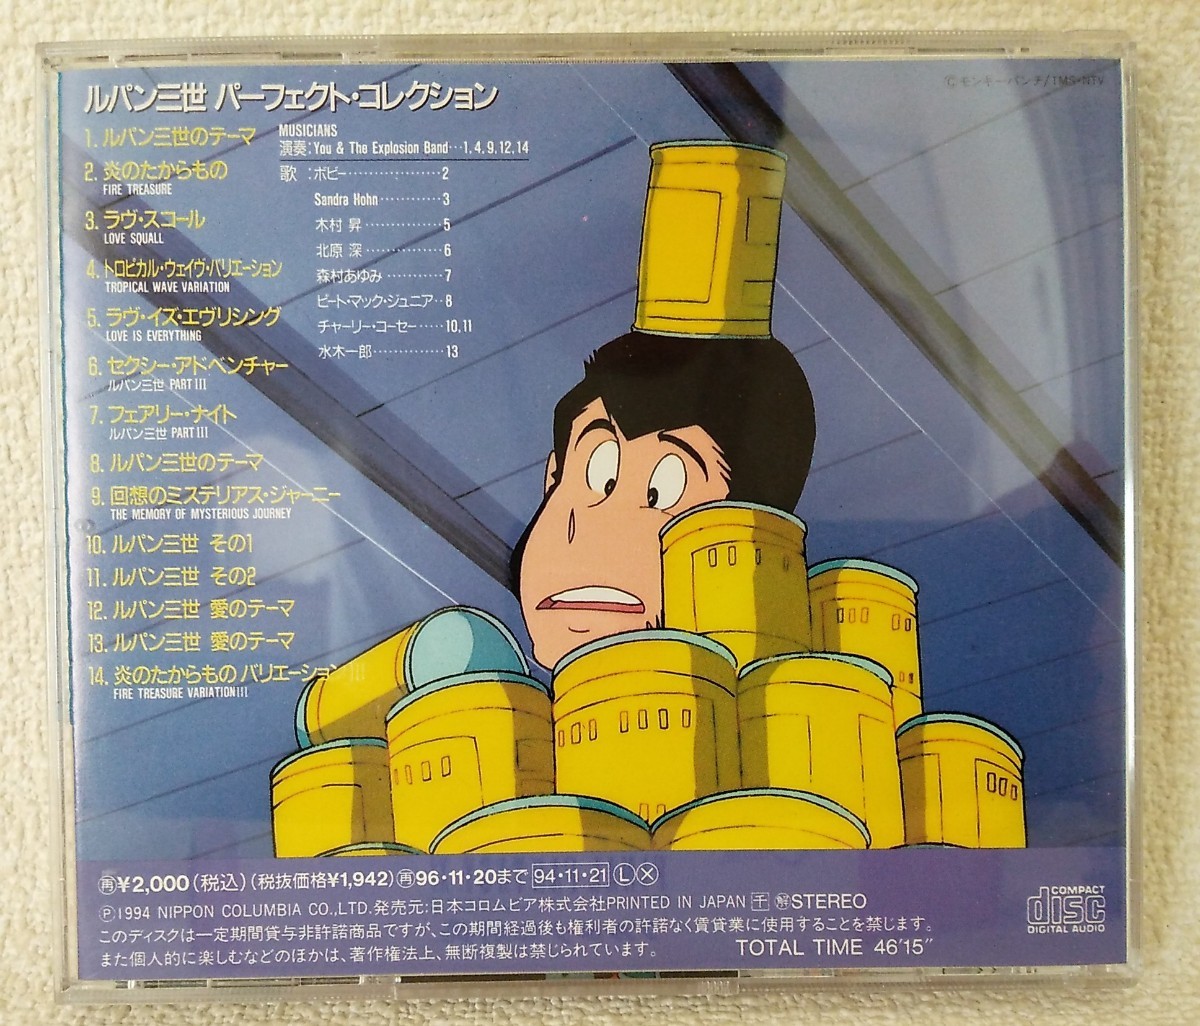 ルパン三世 パーフェクト・コレクション
© モンキーパンチ/TMS・NTV
1. ルパン三世のテーマ
2. 炎のたからもの
FIRE TREASURE
3. ラヴ・スコール
LOVE SQUALL
4. トロピカル・ウェイヴ・バリエーション
TROPICAL WAVE VARIATION
5. ラヴ・イズ・エヴリシング
LOVE IS EVERYTHING
6. セクシー・アドベンチャー
ルパン三世 PART III
7. フェアリー・ナイト
ルパン三世 PART III
8. ルパン三世のテーマ
9. 回想のミステリアス・ジャーニー
THE MEMORY OF MYSTERIOUS JOURNEY
10. ルパン三世 その1
11. ルパン三世 その2
12. ルパン三世 愛のテーマ
13. ルパン三世 愛のテーマ
14. 炎のたからもの バリエーションIII
FIRE TREASURE VARIATION III
MUSICIANS
演奏:You & The Explosion Band…1,4,9,12,14
歌 :ボビー………………2
Sandra Hohn…………3
木村 昇……………5
北原 深……………6
森村あゆみ…………7
ピート・マック・ジュニア…8
チャーリー・コーセー……10,11
水木一郎……………13
再¥2,000(税込)(税抜価格¥1,942)再96・11・20まで 94・11・21 Ⓛ Ⓧ
Ⓟ1994 NIPPON COLUMBIA CO.,LTD.発売元:日本コロムビア株式会社PRINTED IN JAPAN 千 解 STEREO
このディスクは一定期間貸与非許諾商品ですが、この期間経過後も権利者の許諾なく賃貸業に使用することを禁じます。
また個人的に楽しむなどのほかは、著作権法上、無断複製は禁じられています。
TOTAL TIME 46'15"
COMPACT
disc
DIGITAL AUDIO